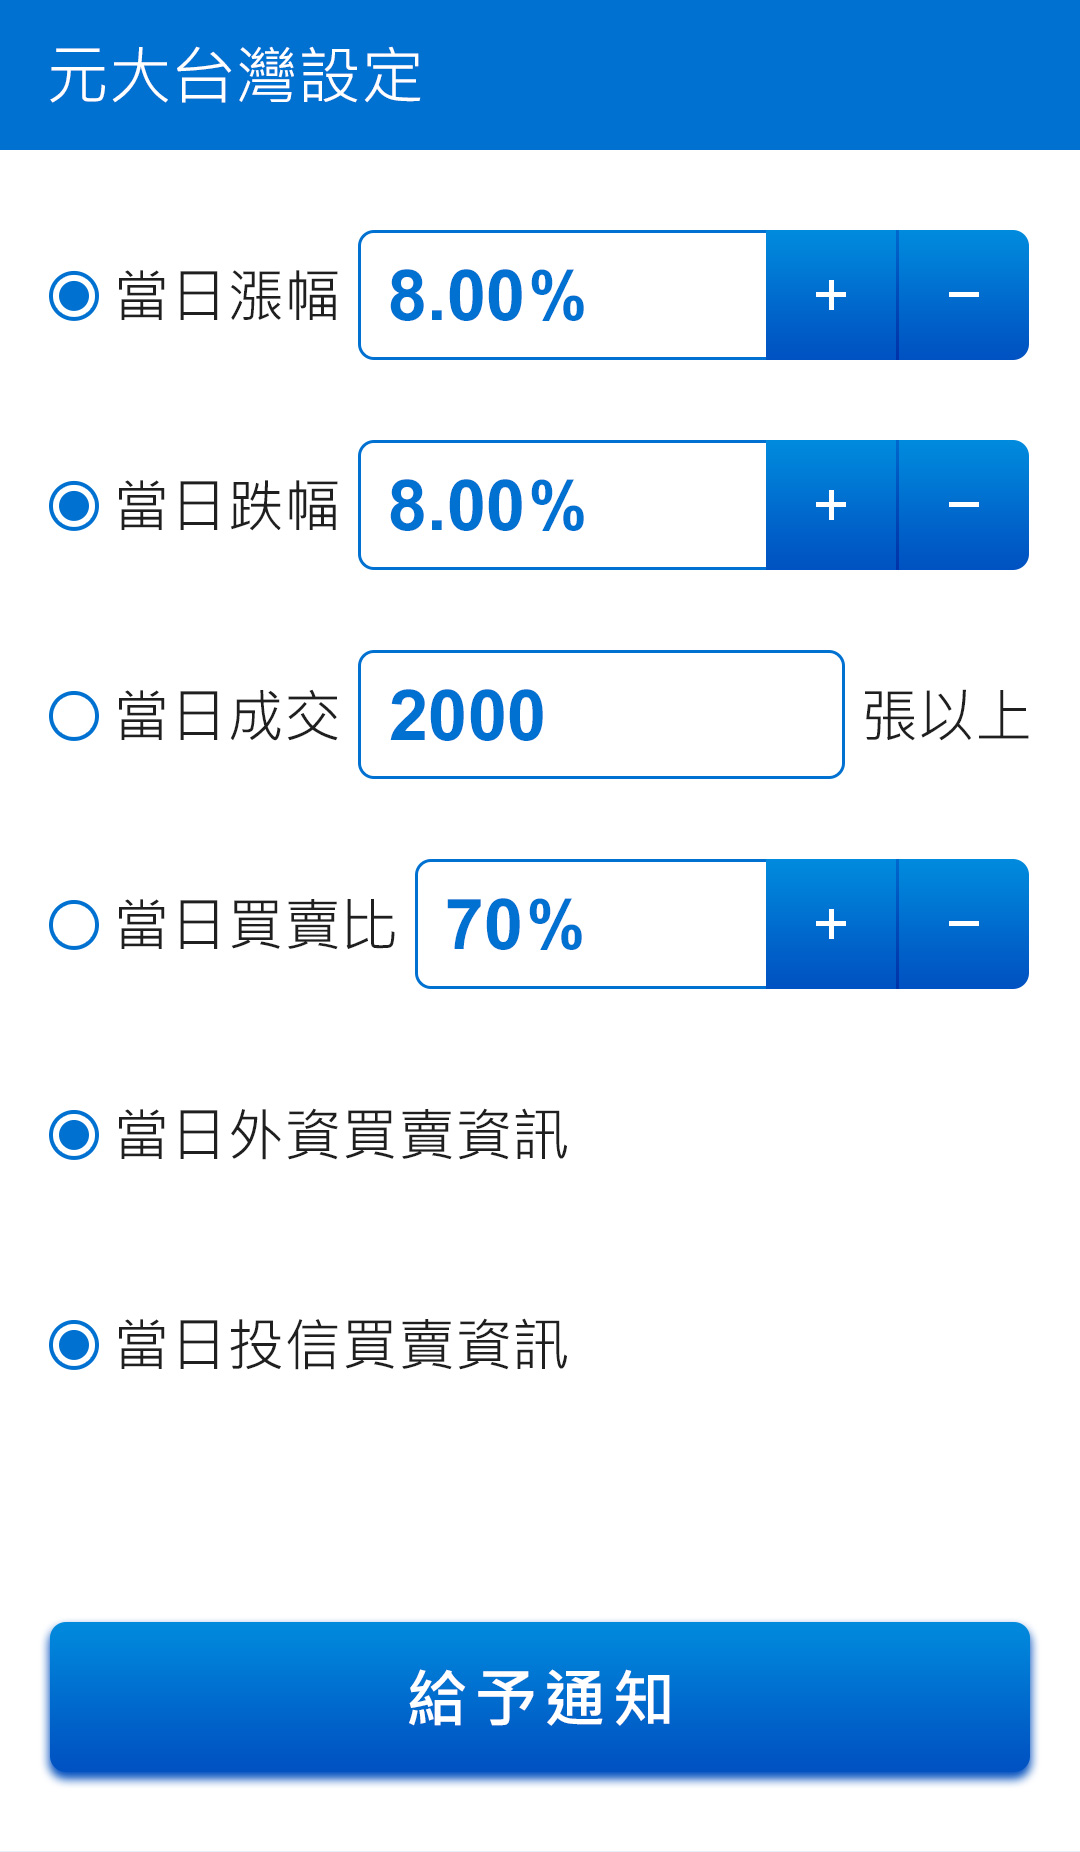 元大台灣設定
當日漲幅 8.00% + −
當日跌幅 8.00% + −
當日成交 2000 張以上
當日買賣比 70% + −
當日外資買賣資訊
當日投信買賣資訊
給予通知